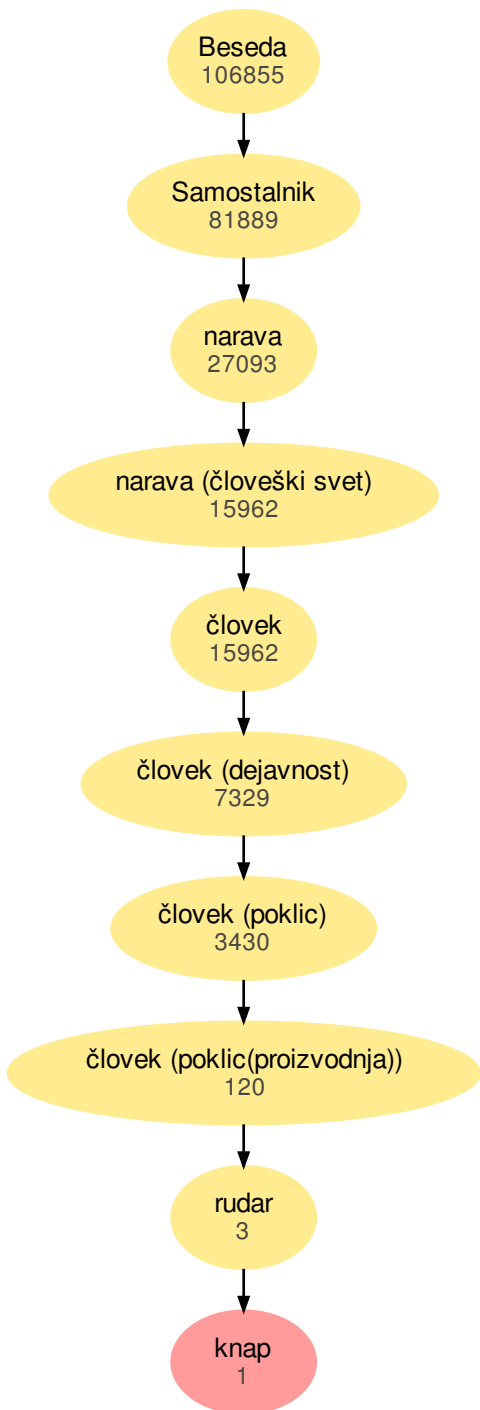 Beseda
106855
Samostalnik
81889
narava
27093
narava (človeški svet)
15962
človek
15962
človek (dejavnost)
7329
človek (poklic)
3430
človek (poklic(proizvodnja))
120
rudar
3
knap
1